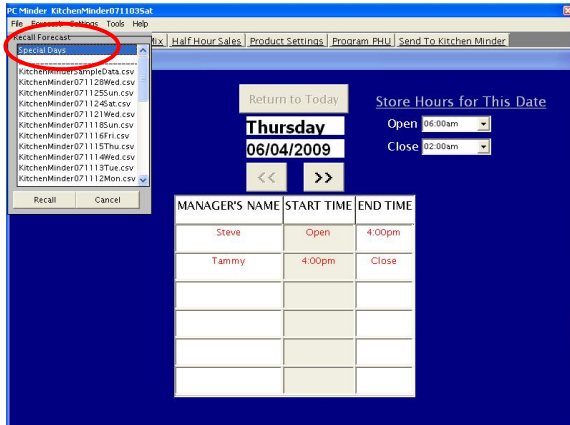 PC Minder KitchenMinder071103Sat
File Forecast Settings Tools Help
Recall Forecast
Mix Half Hour Sales Product Settings Program PHU Send To Kitchen Minder
Special Days
KitchenMinderSampleData.csv
KitchenMinder071128Wed.csv
KitchenMinder071125Sun.csv
KitchenMinder071124Sat.csv
KitchenMinder071121Wed.csv
KitchenMinder071118Sun.csv
KitchenMinder071116Fri.csv
KitchenMinder071115Thu.csv
KitchenMinder071114Wed.csv
KitchenMinder071113Tue.csv
KitchenMinder071112Mon.csv
Recall Cancel
Return to Today
Thursday
06/04/2009
<< >>
Store Hours for This Date
Open 06:00am
Close 02:00am
MANAGER'S NAME START TIME END TIME
Steve Open 4:00pm
Tammy 4:00pm Close